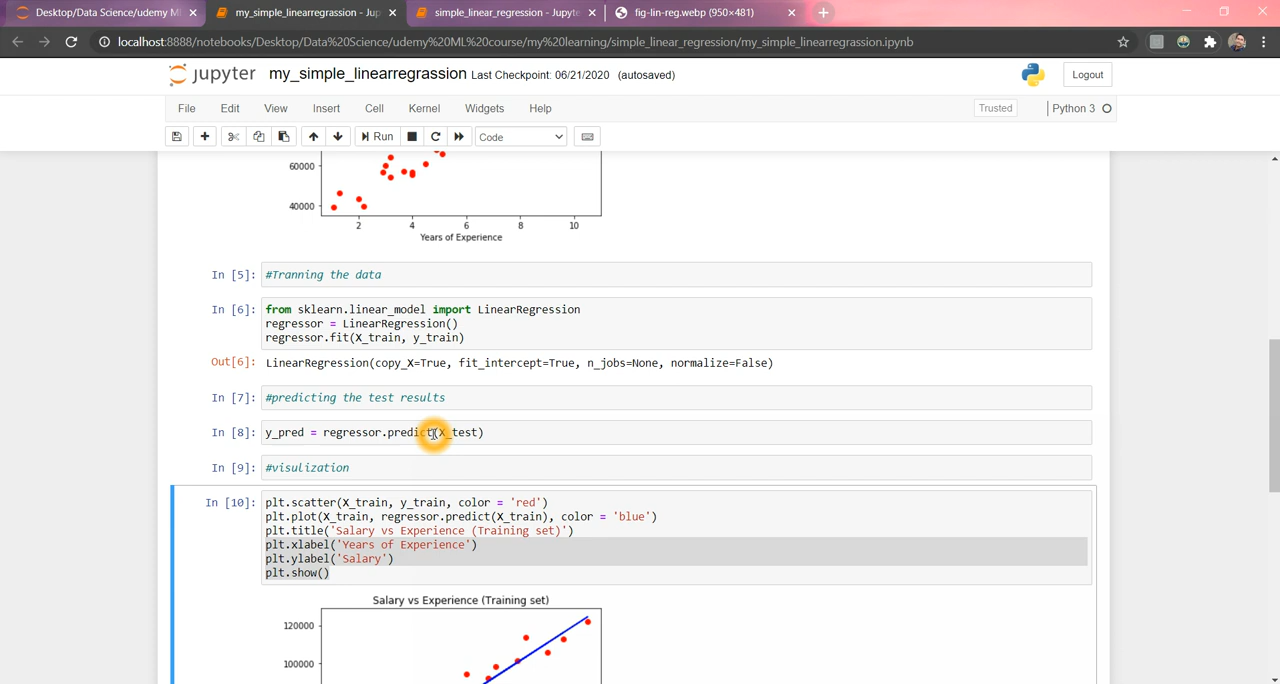 Desktop/Data Science/udemy ML
my_simple_linearregrassion - Jup
simple_linear_regression - Jupyte
fig-lin-reg.webp (950×481)
localhost:8888/notebooks/Desktop/Data%20Science/udemy%20ML%20course/my%20learning/simple_linear_regression/my_simple_linearregrassion.ipynb
jupyter my_simple_linearregrassion Last Checkpoint: 06/21/2020 (autosaved)
Logout
File Edit View Insert Cell Kernel Widgets Help
Trusted
Python 3
Run
Code
60000
40000
2 4 6 8 10
Years of Experience
In [5]: #Tranning the data
In [6]: from sklearn.linear_model import LinearRegression
regressor = LinearRegression()
regressor.fit(X_train, y_train)
Out[6]: LinearRegression(copy_X=True, fit_intercept=True, n_jobs=None, normalize=False)
In [7]: #predicting the test results
In [8]: y_pred = regressor.predict(X_test)
In [9]: #visulization
In [10]: plt.scatter(X_train, y_train, color = 'red')
plt.plot(X_train, regressor.predict(X_train), color = 'blue')
plt.title('Salary vs Experience (Training set)')
plt.xlabel('Years of Experience')
plt.ylabel('Salary')
plt.show()
Salary vs Experience (Training set)
120000
100000